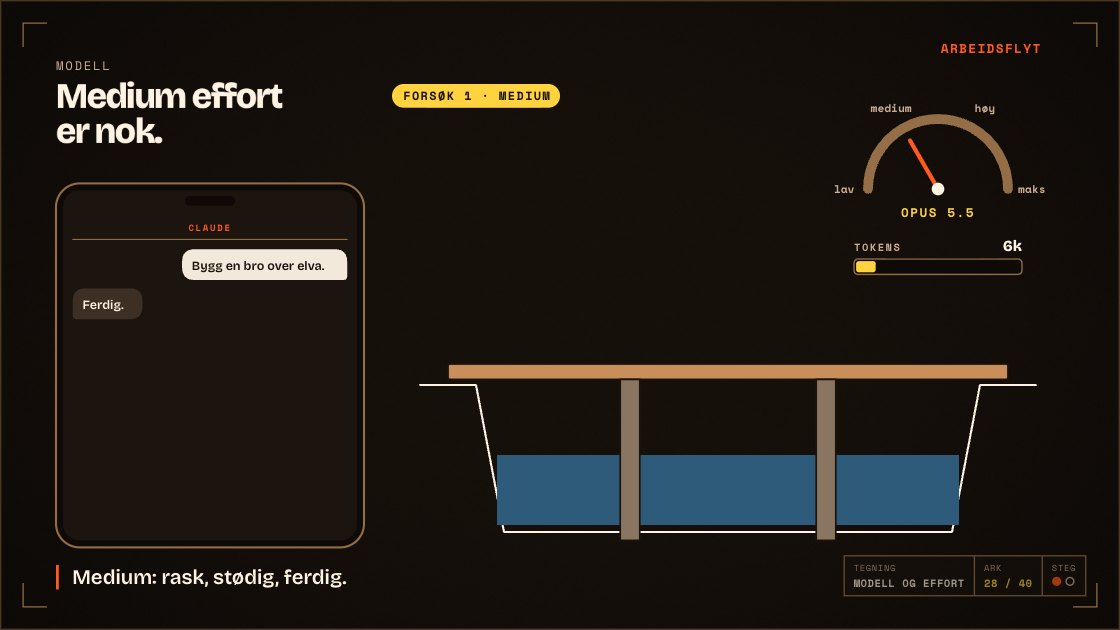 ARBEIDSFLYT
MODELL
Medium effort
er nok.
FORSØK 1 · MEDIUM
medium
høy
lav
maks
OPUS 5.5
TOKENS
6k
CLAUDE
Bygg en bro over elva.
Ferdig.
Medium: rask, stødig, ferdig.
TEGNING
MODELL OG EFFORT
ARK
28 / 40
STEG